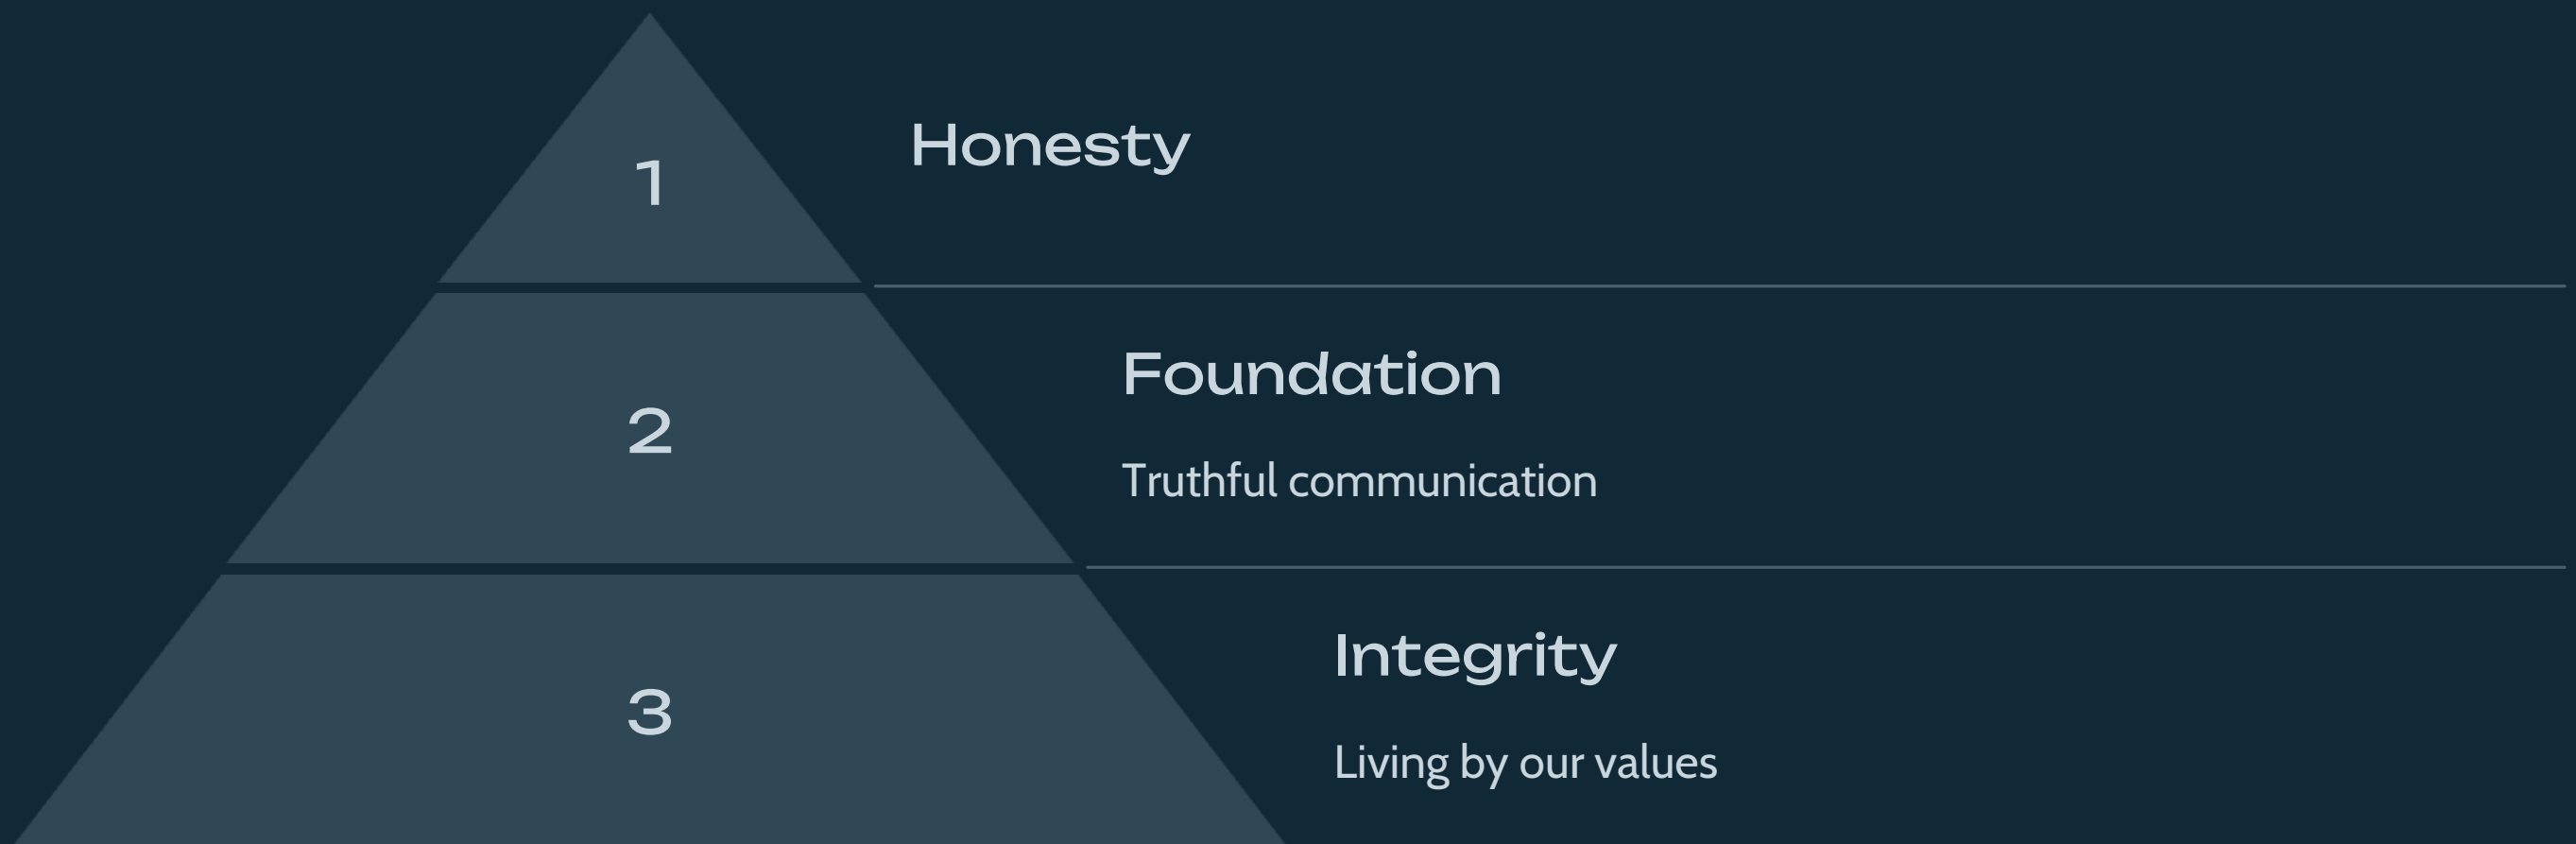 1
Honesty
2
Foundation
Truthful communication
3
Integrity
Living by our values